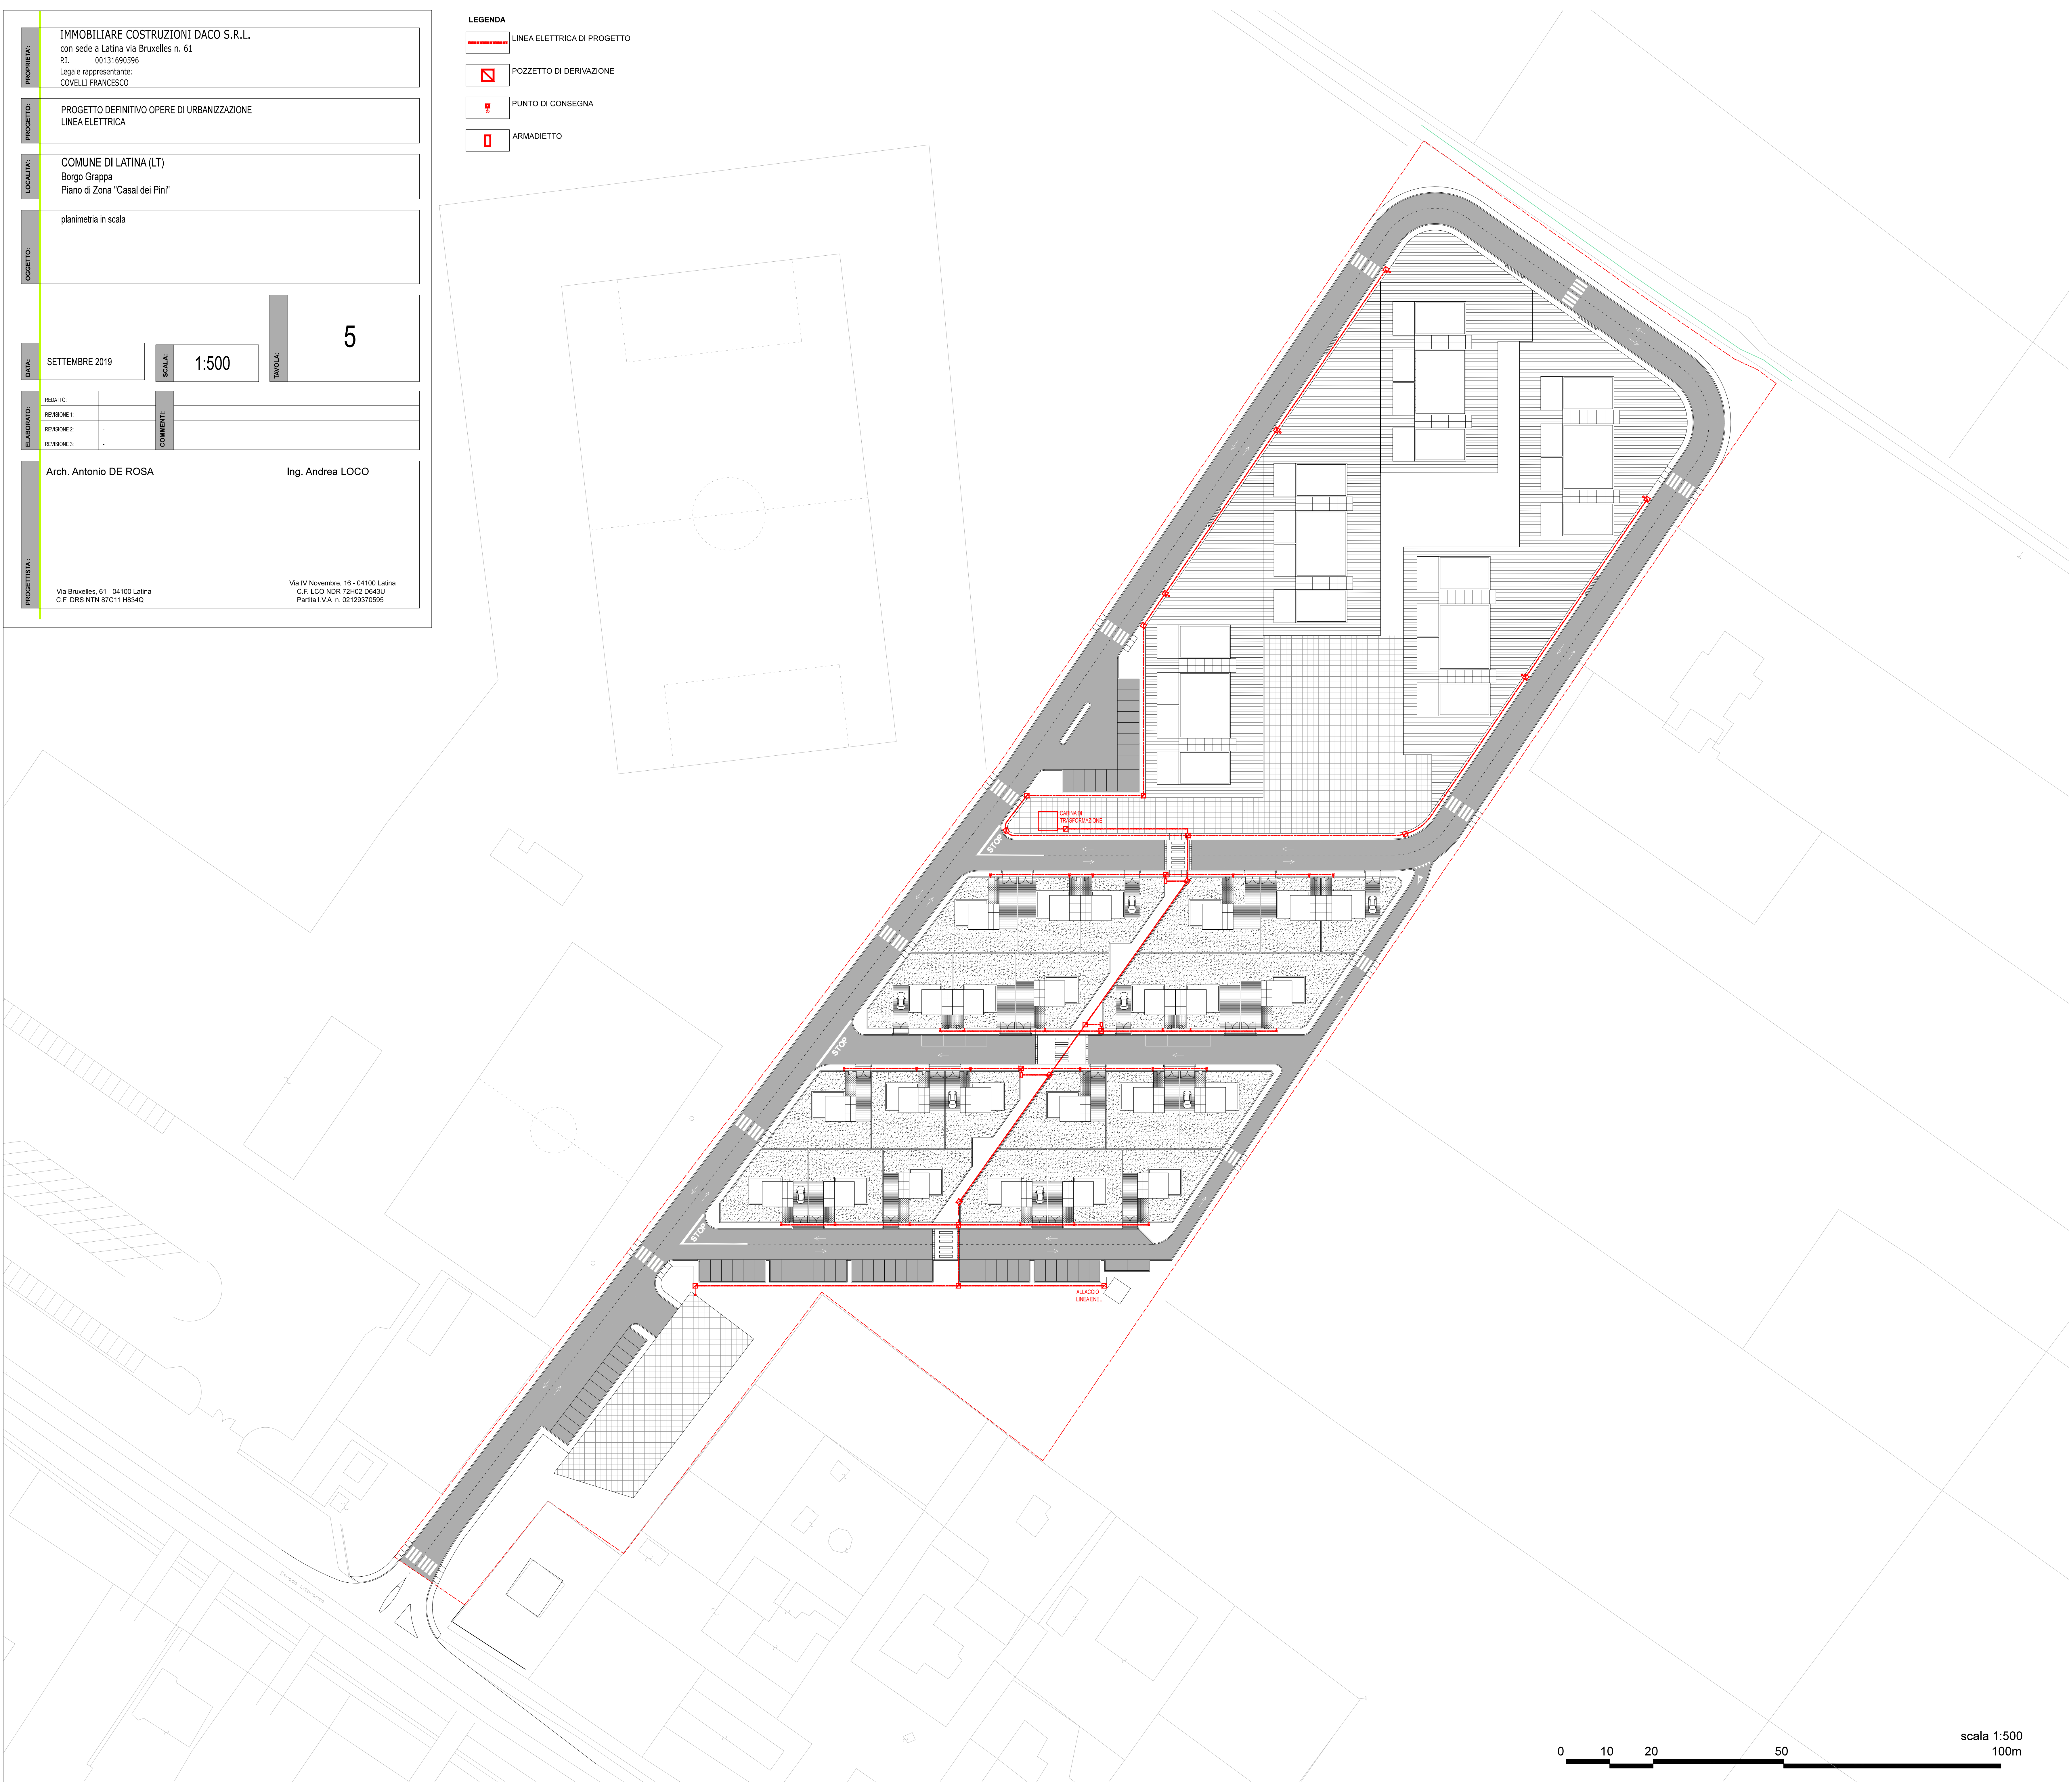 PROPRIETA':
IMMOBILIARE COSTRUZIONI DACO S.R.L.
con sede a Latina via Bruxelles n. 61
P.I. 00131690596
Legale rappresentante:
COVELLI FRANCESCO
PROGETTO:
PROGETTO DEFINITIVO OPERE DI URBANIZZAZIONE
LINEA ELETTRICA
LOCALITA':
COMUNE DI LATINA (LT)
Borgo Grappa
Piano di Zona "Casal dei Pini"
OGGETTO:
planimetria in scala
DATA:
SETTEMBRE 2019
SCALA:
1:500
TAVOLA:
5
ELABORATO:
REDATTO:
REVISIONE 1:
REVISIONE 2: -
REVISIONE 3: -
COMMENTI:
PROGETTISTA :
Arch. Antonio DE ROSA
Via Bruxelles, 61 - 04100 Latina
C.F. DRS NTN 87C11 H834Q
Ing. Andrea LOCO
Via IV Novembre, 16 - 04100 Latina
C.F. LCO NDR 72H02 D643U
Partita I.V.A n. 02129370595
LEGENDA
LINEA ELETTRICA DI PROGETTO
POZZETTO DI DERIVAZIONE
PUNTO DI CONSEGNA
ARMADIETTO
CABINA DI
TRASFORMAZIONE
STOP
STOP
STOP
ALLACCIO
LINEA ENEL
Strada Litoranea
scala 1:500
0 10 20 50 100m